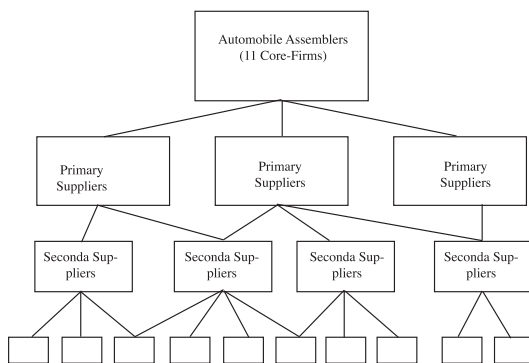 Automobile Assemblers
(11 Core-Firms)
Primary
Suppliers
Primary
Suppliers
Primary
Suppliers
Seconda Sup-
pliers
Seconda Sup-
pliers
Seconda Sup-
pliers
Seconda Sup-
pliers